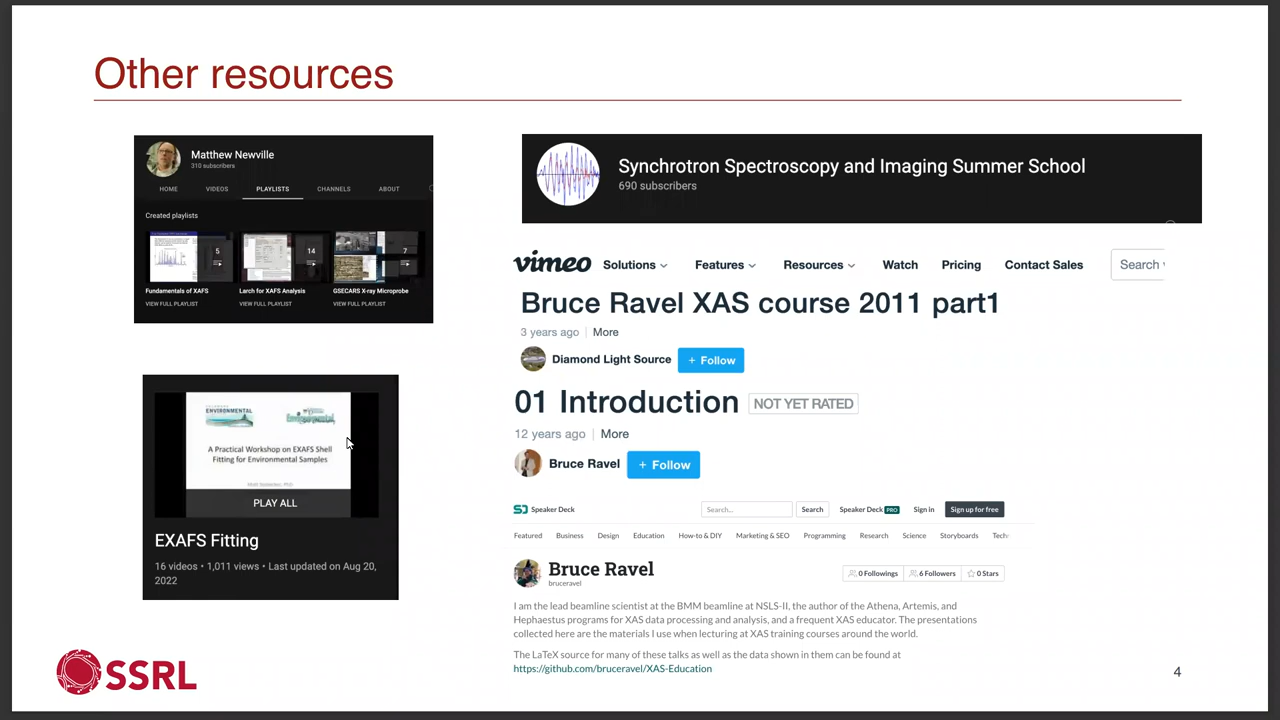 Other resources
Matthew Newville
310 subscribers
HOME VIDEOS PLAYLISTS CHANNELS ABOUT
Created playlists
5 14 7
Fundamentals of XAFS Larch for XAFS Analysis GSECARS X-ray Microprobe
VIEW FULL PLAYLIST VIEW FULL PLAYLIST VIEW FULL PLAYLIST
ENVIRONMENTAL
A Practical Workshop on EXAFS Shell
Fitting for Environmental Samples
PLAY ALL
EXAFS Fitting
16 videos • 1,011 views • Last updated on Aug 20,
2022
Synchrotron Spectroscopy and Imaging Summer School
690 subscribers
vimeo Solutions Features Resources Watch Pricing Contact Sales Search
Bruce Ravel XAS course 2011 part1
3 years ago | More
Diamond Light Source + Follow
01 Introduction NOT YET RATED
12 years ago | More
Bruce Ravel + Follow
Speaker Deck Search... Search Speaker Deck PRO Sign in Sign up for free
Featured Business Design Education How-to & DIY Marketing & SEO Programming Research Science Storyboards Tech
Bruce Ravel
bruceravel
0 Followings 6 Followers 0 Stars
I am the lead beamline scientist at the BMM beamline at NSLS-II, the author of the Athena, Artemis, and
Hephaestus programs for XAS data processing and analysis, and a frequent XAS educator. The presentations
collected here are the materials I use when lecturing at XAS training courses around the world.
The LaTeX source for many of these talks as well as the data shown in them can be found at
https://github.com/bruceravel/XAS-Education
SSRL
4